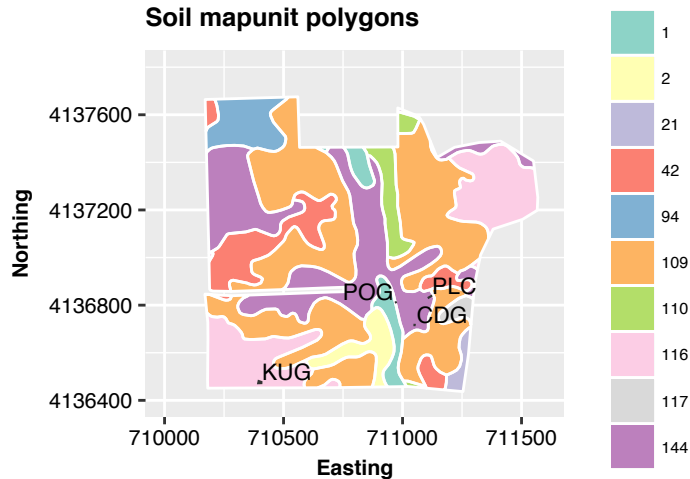 Soil mapunit polygons
4137600
4137200
4136800
4136400
Northing
POG
PLC
CDG
KUG
710000 710500 711000 711500
Easting
1
2
21
42
94
109
110
116
117
144